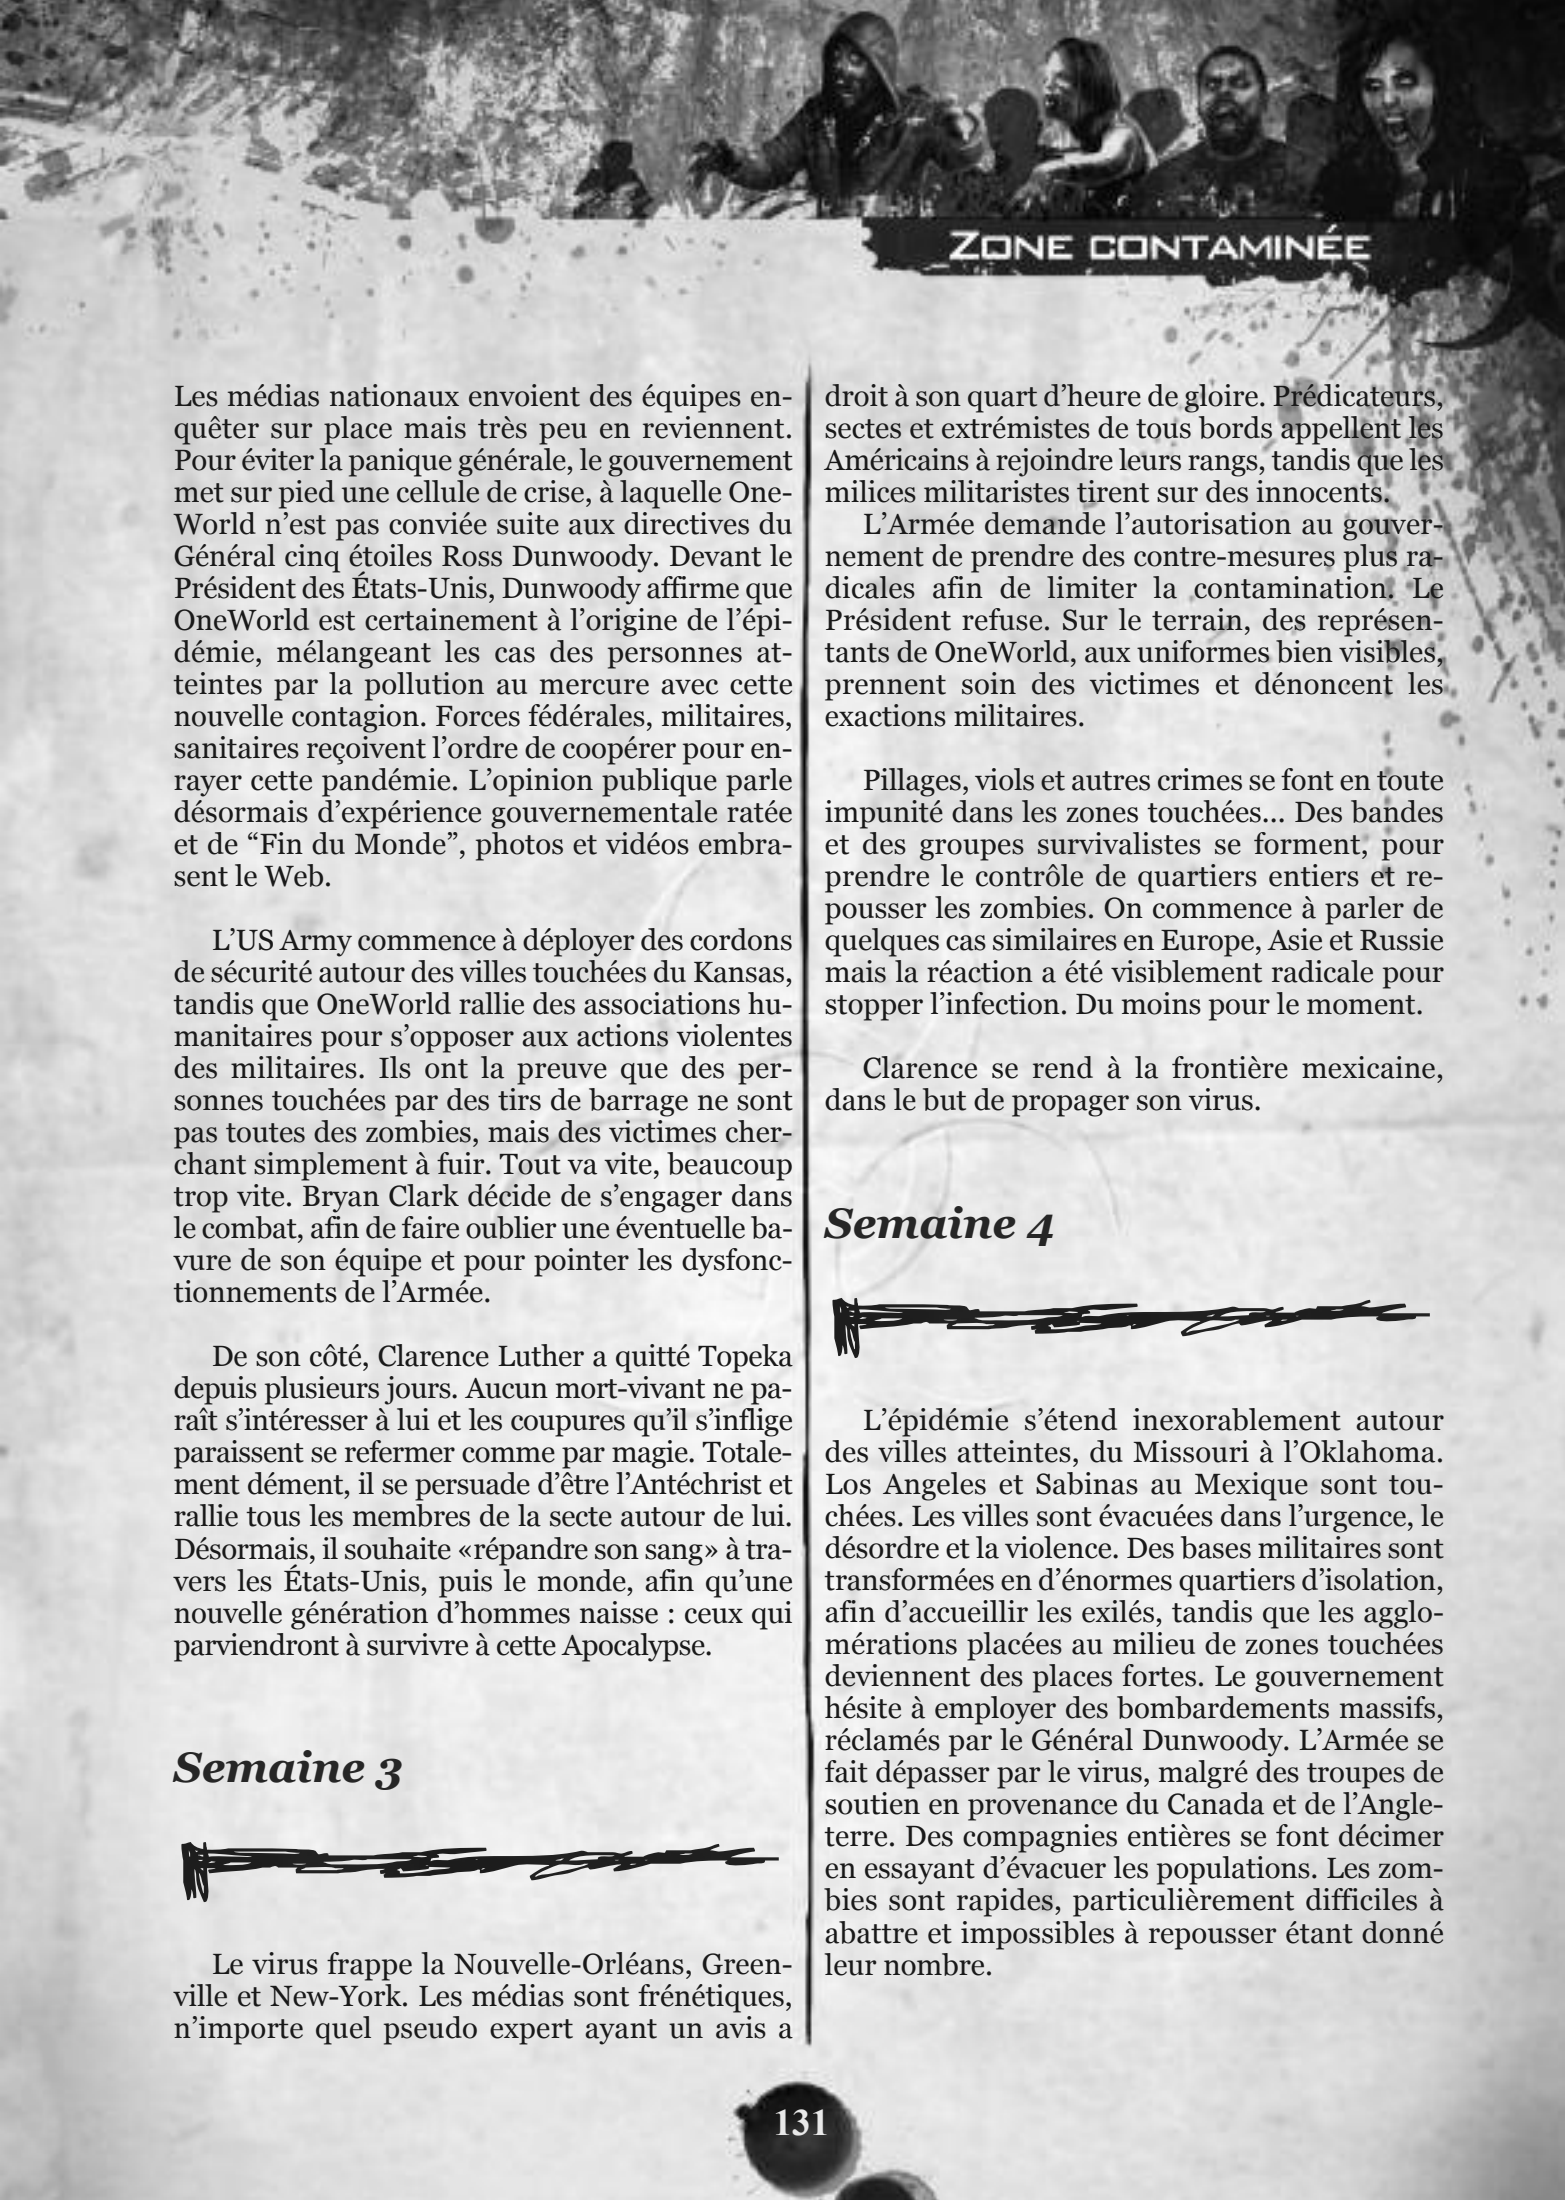 ZONE CONTAMINÉE
Les médias nationaux envoient des équipes en-
quêter sur place mais très peu en reviennent.
Pour éviter la panique générale, le gouvernement
met sur pied une cellule de crise, à laquelle One-
World n’est pas conviée suite aux directives du
Général cinq étoiles Ross Dunwoody. Devant le
Président des États-Unis, Dunwoody affirme que
OneWorld est certainement à l’origine de l’épi-
démie, mélangeant les cas des personnes at-
teintes par la pollution au mercure avec cette
nouvelle contagion. Forces fédérales, militaires,
sanitaires reçoivent l’ordre de coopérer pour en-
rayer cette pandémie. L’opinion publique parle
désormais d’expérience gouvernementale ratée
et de “Fin du Monde”, photos et vidéos embra-
sent le Web.
L’US Army commence à déployer des cordons
de sécurité autour des villes touchées du Kansas,
tandis que OneWorld rallie des associations hu-
manitaires pour s’opposer aux actions violentes
des militaires. Ils ont la preuve que des per-
sonnes touchées par des tirs de barrage ne sont
pas toutes des zombies, mais des victimes cher-
chant simplement à fuir. Tout va vite, beaucoup
trop vite. Bryan Clark décide de s’engager dans
le combat, afin de faire oublier une éventuelle ba-
vure de son équipe et pour pointer les dysfonc-
tionnements de l’Armée.
De son côté, Clarence Luther a quitté Topeka
depuis plusieurs jours. Aucun mort-vivant ne pa-
raît s’intéresser à lui et les coupures qu’il s’inflige
paraissent se refermer comme par magie. Totale-
ment dément, il se persuade d’être l’Antéchrist et
rallie tous les membres de la secte autour de lui.
Désormais, il souhaite «répandre son sang» à tra-
vers les États-Unis, puis le monde, afin qu’une
nouvelle génération d’hommes naisse : ceux qui
parviendront à survivre à cette Apocalypse.
Semaine 3
Le virus frappe la Nouvelle-Orléans, Green-
ville et New-York. Les médias sont frénétiques,
n’importe quel pseudo expert ayant un avis a
droit à son quart d’heure de gloire. Prédicateurs,
sectes et extrémistes de tous bords appellent les
Américains à rejoindre leurs rangs, tandis que les
milices militaristes tirent sur des innocents.
L’Armée demande l’autorisation au gouver-
nement de prendre des contre-mesures plus ra-
dicales afin de limiter la contamination. Le
Président refuse. Sur le terrain, des représen-
tants de OneWorld, aux uniformes bien visibles,
prennent soin des victimes et dénoncent les
exactions militaires.
Pillages, viols et autres crimes se font en toute
impunité dans les zones touchées... Des bandes
et des groupes survivalistes se forment, pour
prendre le contrôle de quartiers entiers et re-
pousser les zombies. On commence à parler de
quelques cas similaires en Europe, Asie et Russie
mais la réaction a été visiblement radicale pour
stopper l’infection. Du moins pour le moment.
Clarence se rend à la frontière mexicaine,
dans le but de propager son virus.
Semaine 4
L’épidémie s’étend inexorablement autour
des villes atteintes, du Missouri à l’Oklahoma.
Los Angeles et Sabinas au Mexique sont tou-
chées. Les villes sont évacuées dans l’urgence, le
désordre et la violence. Des bases militaires sont
transformées en d’énormes quartiers d’isolation,
afin d’accueillir les exilés, tandis que les agglo-
mérations placées au milieu de zones touchées
deviennent des places fortes. Le gouvernement
hésite à employer des bombardements massifs,
réclamés par le Général Dunwoody. L’Armée se
fait dépasser par le virus, malgré des troupes de
soutien en provenance du Canada et de l’Angle-
terre. Des compagnies entières se font décimer
en essayant d’évacuer les populations. Les zom-
bies sont rapides, particulièrement difficiles à
abattre et impossibles à repousser étant donné
leur nombre.
131